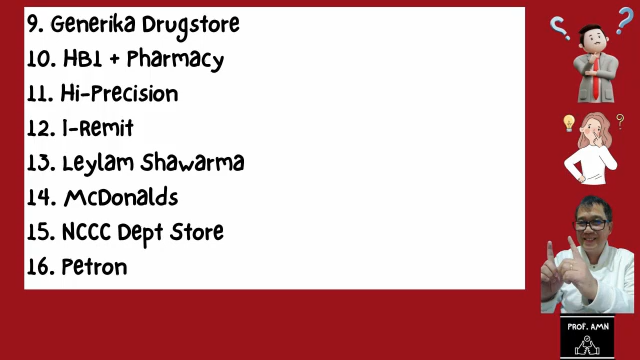 9. Generika Drugstore
10. HB1 + Pharmacy
11. Hi-Precision
12. I-Remit
13. Leylam Shawarma
14. McDonalds
15. NCCC Dept Store
16. Petron
PROF. AMN